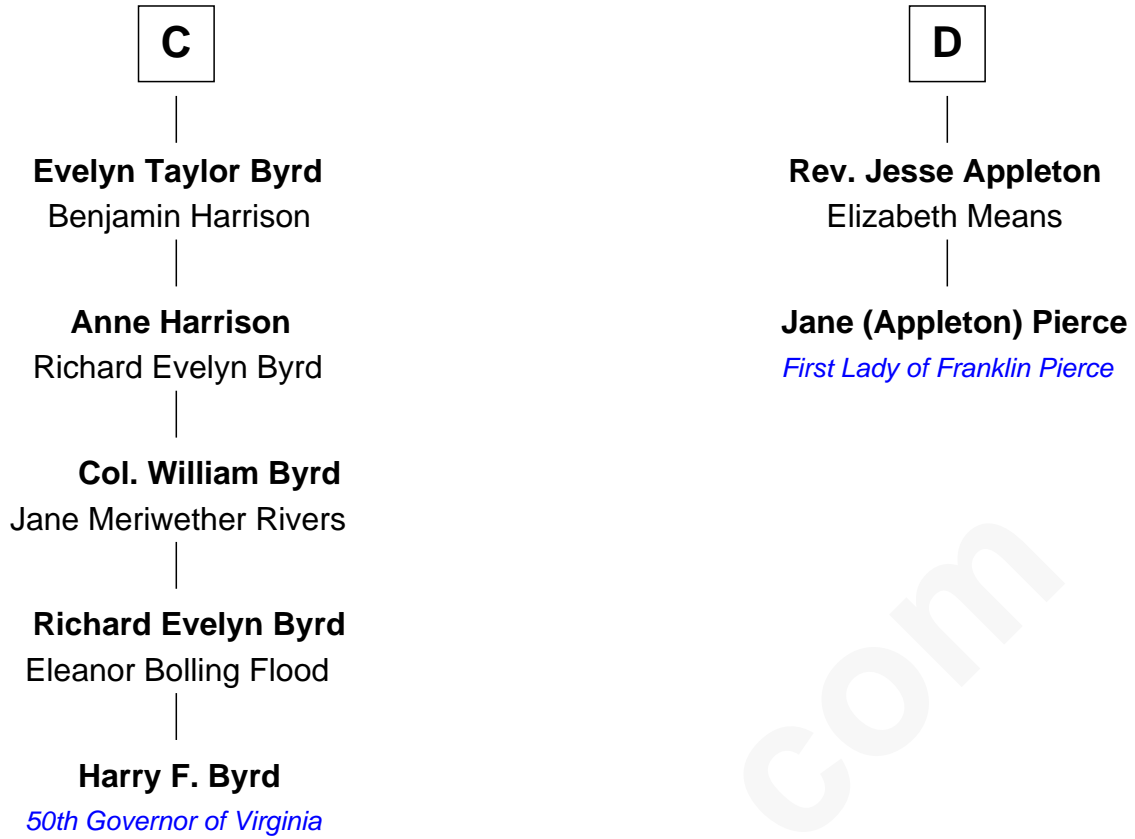 C
Evelyn Taylor Byrd
Benjamin Harrison
Anne Harrison
Richard Evelyn Byrd
Col. William Byrd
Jane Meriwether Rivers
Richard Evelyn Byrd
Eleanor Bolling Flood
Harry F. Byrd
50th Governor of Virginia
D
Rev. Jesse Appleton
Elizabeth Means
Jane (Appleton) Pierce
First Lady of Franklin Pierce
com